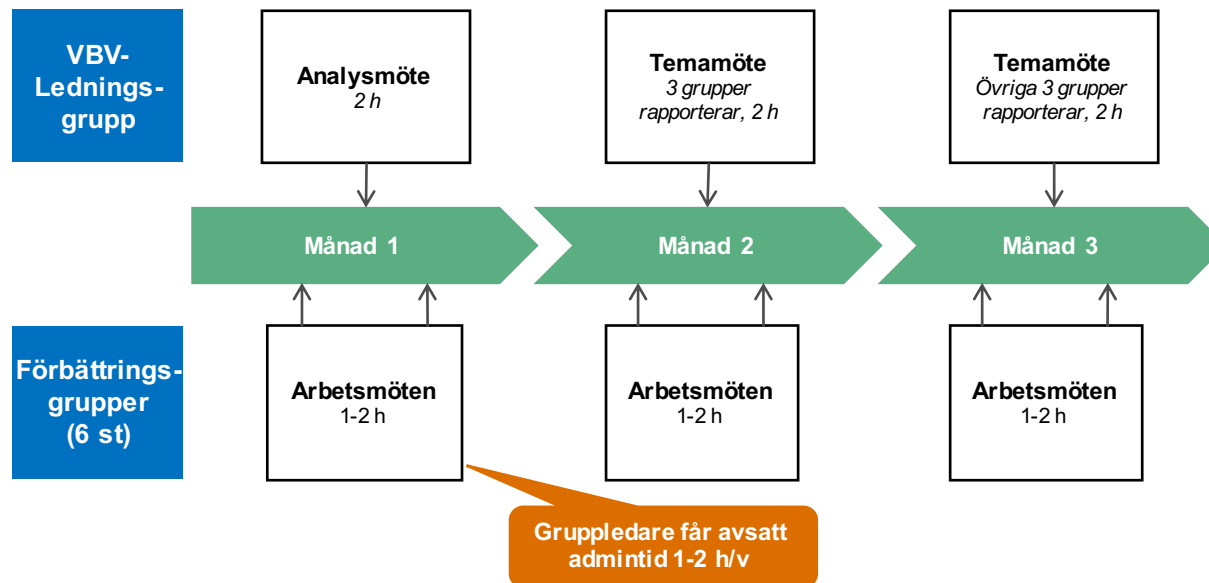 VBV-
Lednings-
grupp
Analysmöte
2 h
Temamöte
3 grupper
rapporterar, 2 h
Temamöte
Övriga 3 grupper
rapporterar, 2 h
Månad 1
Månad 2
Månad 3
Förbättrings-
grupper
(6 st)
Arbetsmöten
1-2 h
Arbetsmöten
1-2 h
Arbetsmöten
1-2 h
Gruppledare får avsatt
admintid 1-2 h/v